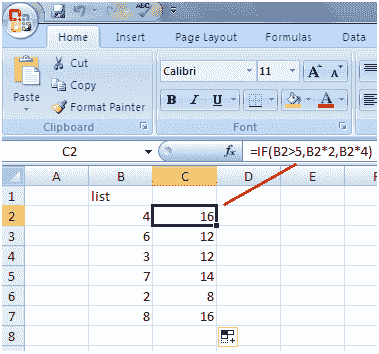 Home Insert Page Layout Formulas Data
Cut
Copy
Format Painter
Paste
Calibri 11 A A
B I U A
Clipboard Font
C2 fx =IF(B2>5,B2*2,B2*4)
A B C D E F
1 list
2 4 16
3 6 12
4 3 12
5 7 14
6 2 8
7 8 16
8